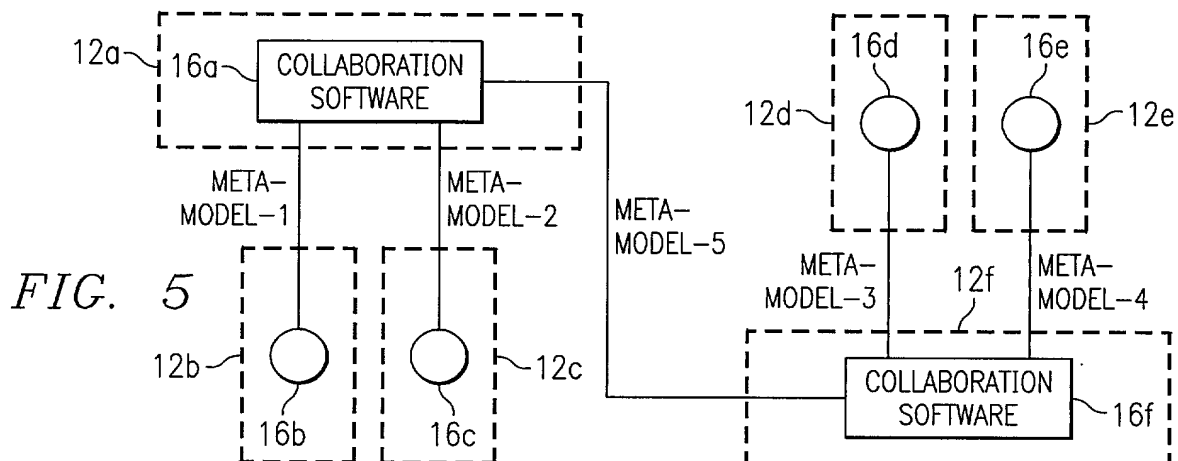 12a
16a
COLLABORATION
SOFTWARE
META-
MODEL-1
META-
MODEL-2
META-
MODEL-5
FIG. 5
12b
16b
16c
12c
16d
16e
12d
12e
META-
MODEL-3
12f
META-
MODEL-4
COLLABORATION
SOFTWARE
16f